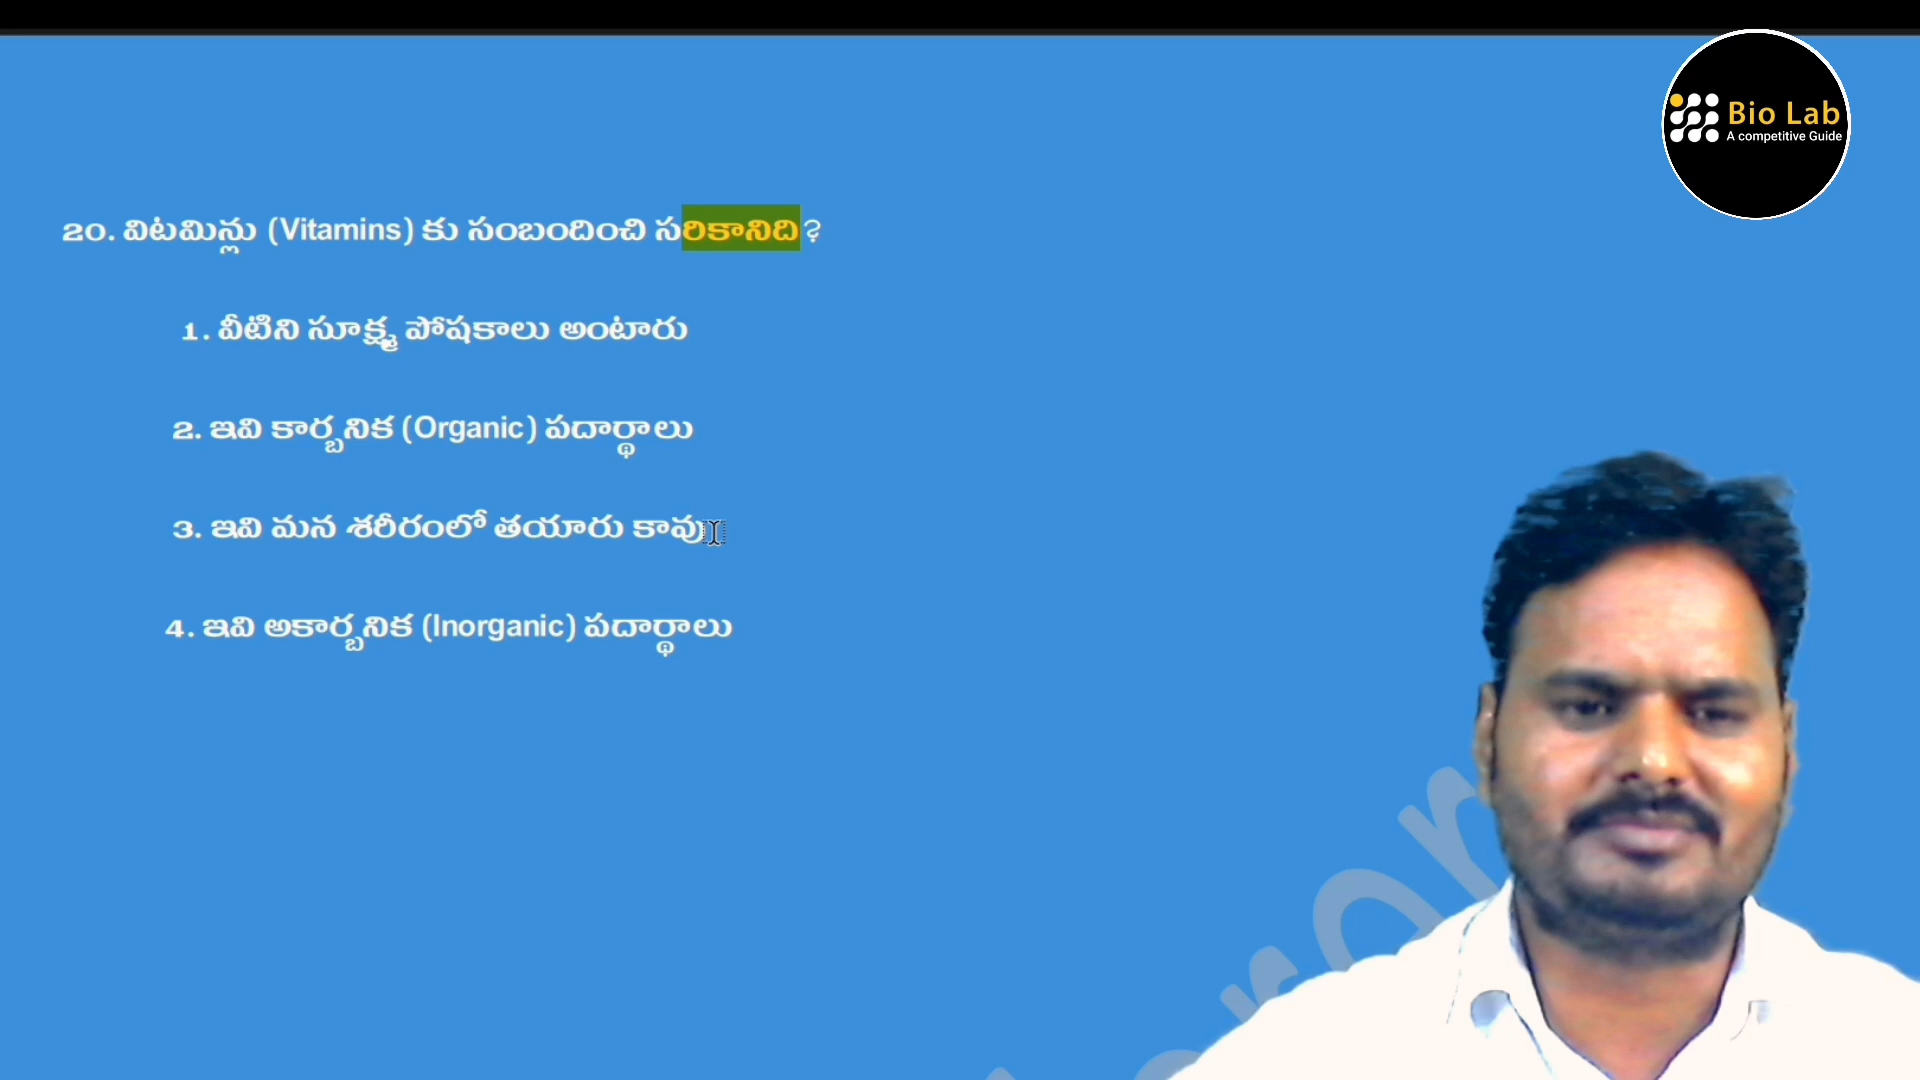 Bio Lab
A competitive Guide
20. విటమిన్లు (Vitamins) కు సంబందించి సరికానిది?
1. వీటిని సూక్ష్మ పోషకాలు అంటారు
2. ఇవి కార్బనిక (Organic) పదార్థాలు
3. ఇవి మన శరీరంలో తయారు కావు
4. ఇవి అకార్బనిక (Inorganic) పదార్థాలు